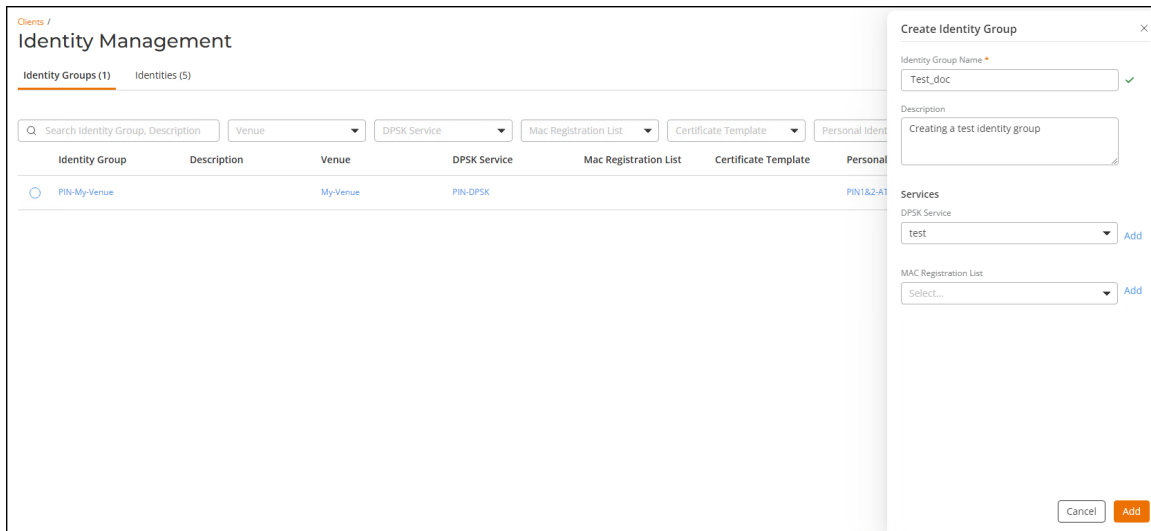 Clients /
Identity Management
Identity Groups (1) Identities (5)
Search Identity Group, Description Venue DPSK Service Mac Registration List Certificate Template Personal Ident
Identity Group Description Venue DPSK Service Mac Registration List Certificate Template Personal
PIN-My-Venue My-Venue PIN-DPSK PIN1&2-AT
Create Identity Group
Identity Group Name *
Test_doc
Description
Creating a test identity group
Services
DPSK Service
test Add
MAC Registration List
Select... Add
Cancel Add